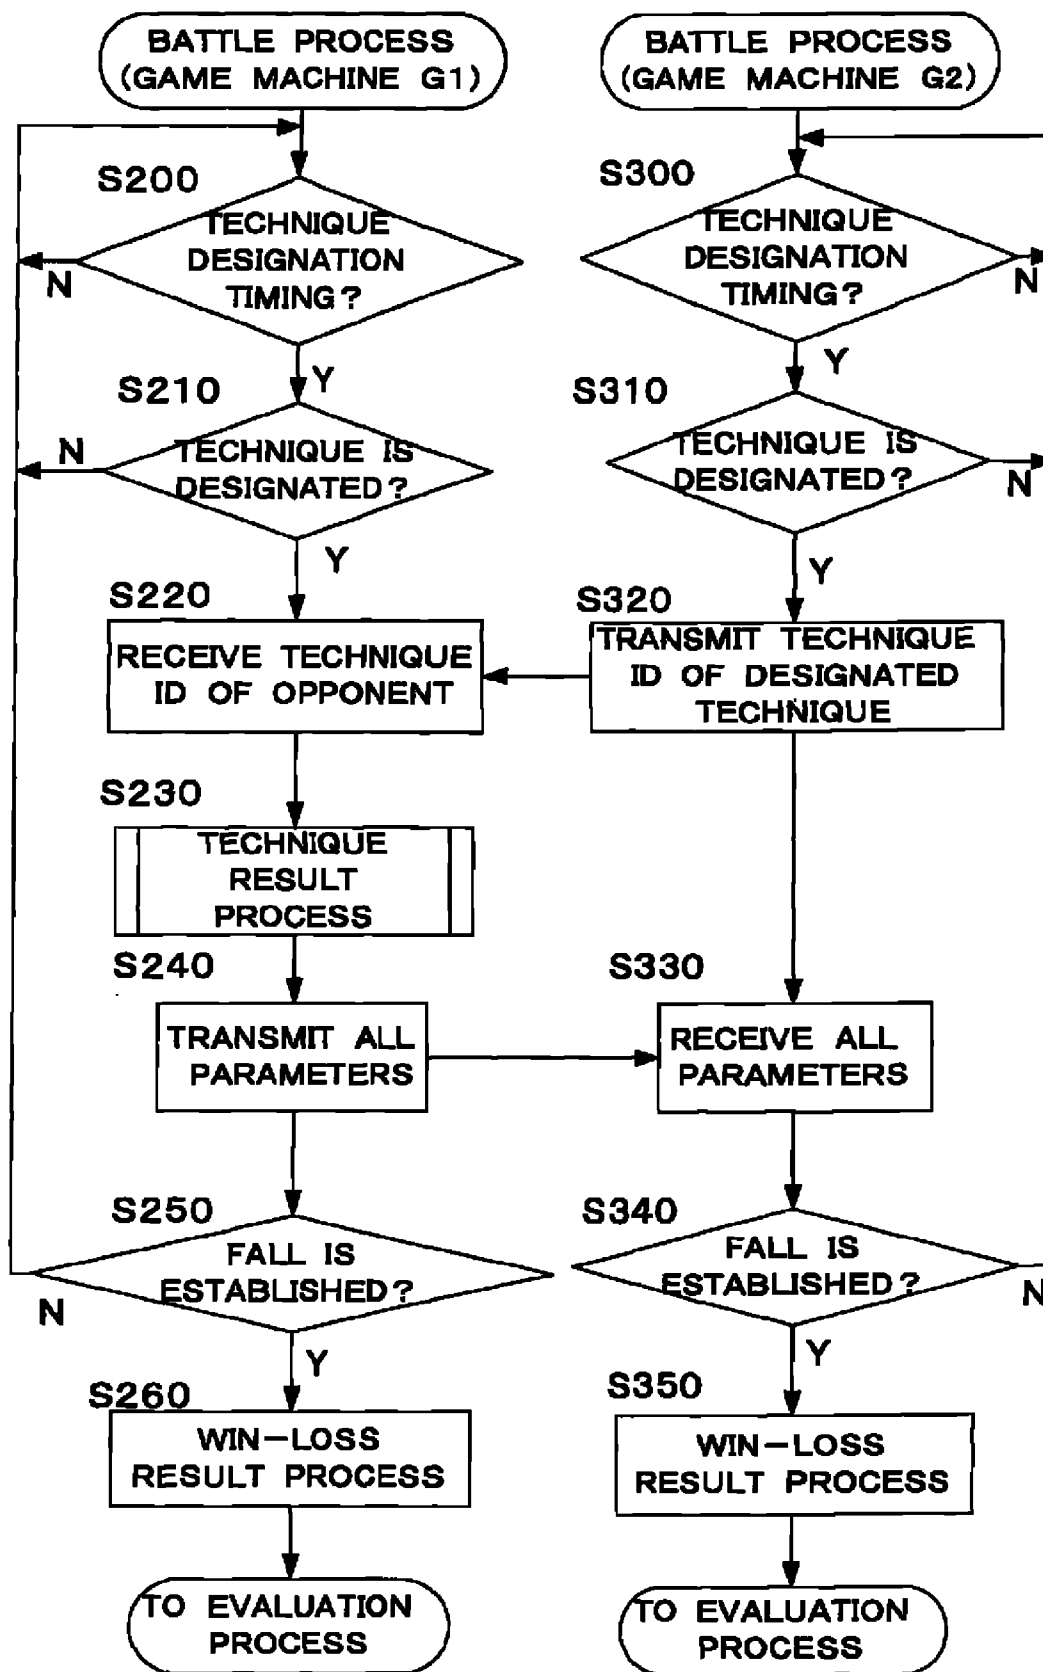 BATTLE PROCESS
(GAME MACHINE G1)
S200
TECHNIQUE
DESIGNATION
TIMING?
N
Y
S210
TECHNIQUE IS
DESIGNATED?
N
Y
S220
RECEIVE TECHNIQUE
ID OF OPPONENT
S230
TECHNIQUE
RESULT
PROCESS
S240
TRANSMIT ALL
PARAMETERS
S250
FALL IS
ESTABLISHED?
N
Y
S260
WIN-LOSS
RESULT PROCESS
TO EVALUATION
PROCESS
BATTLE PROCESS
(GAME MACHINE G2)
S300
TECHNIQUE
DESIGNATION
TIMING?
N
Y
S310
TECHNIQUE IS
DESIGNATED?
N
Y
S320
TRANSMIT TECHNIQUE
ID OF DESIGNATED
TECHNIQUE
S330
RECEIVE ALL
PARAMETERS
S340
FALL IS
ESTABLISHED?
N
Y
S350
WIN-LOSS
RESULT PROCESS
TO EVALUATION
PROCESS